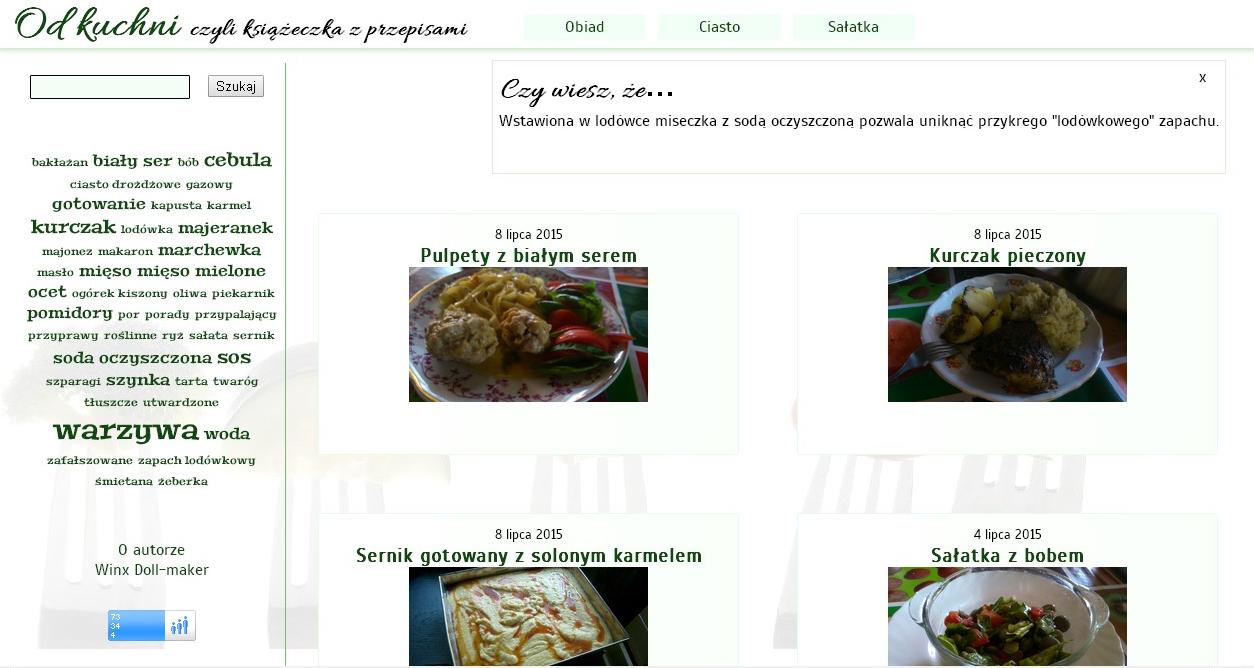 Od kuchni czyli książeczka z przepisami
Obiad
Ciasto
Sałatka
Szukaj
Czy wiesz, że...
x
Wstawiona w lodówce miseczka z sodą oczyszczoną pozwala uniknąć przykrego "lodówkowego" zapachu.
bakłażan biały ser bób cebula
ciasto drożdżowe gazowy
gotowanie kapusta karmel
kurczak lodówka majeranek
majonez makaron marchewka
masło mięso mięso mielone
ocet ogórek kiszony oliwa piekarnik
pomidory por porady przypalający
przyprawy roślinne ryż sałata sernik
soda oczyszczona sos
szparagi szynka tarta twaróg
tłuszcze utwardzone
warzywa woda
zafałszowane zapach lodówkowy
śmietana żeberka
O autorze
Winx Doll-maker
73
34
4
8 lipca 2015
Pulpety z białym serem
8 lipca 2015
Kurczak pieczony
8 lipca 2015
Sernik gotowany z solonym karmelem
4 lipca 2015
Sałatka z bobem